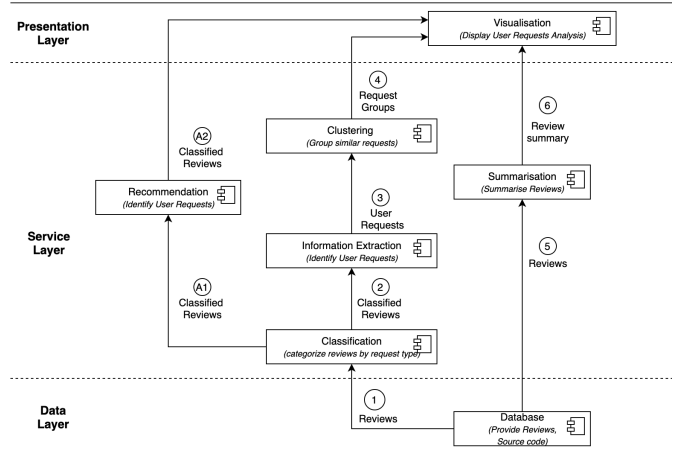 Presentation
Layer
Visualisation
(Display User Requests Analysis)
4
Request
Groups
6
Review
summary
A2
Classified
Reviews
Clustering
(Group similar requests)
Recommendation
(Identify User Requests)
Summarisation
(Summarise Reviews)
3
User
Requests
Service
Layer
Information Extraction
(Identify User Requests)
5
Reviews
A1
Classified
Reviews
2
Classified
Reviews
Classification
(categorize reviews by request type)
Data
Layer
1
Reviews
Database
(Provide Reviews,
Source code)